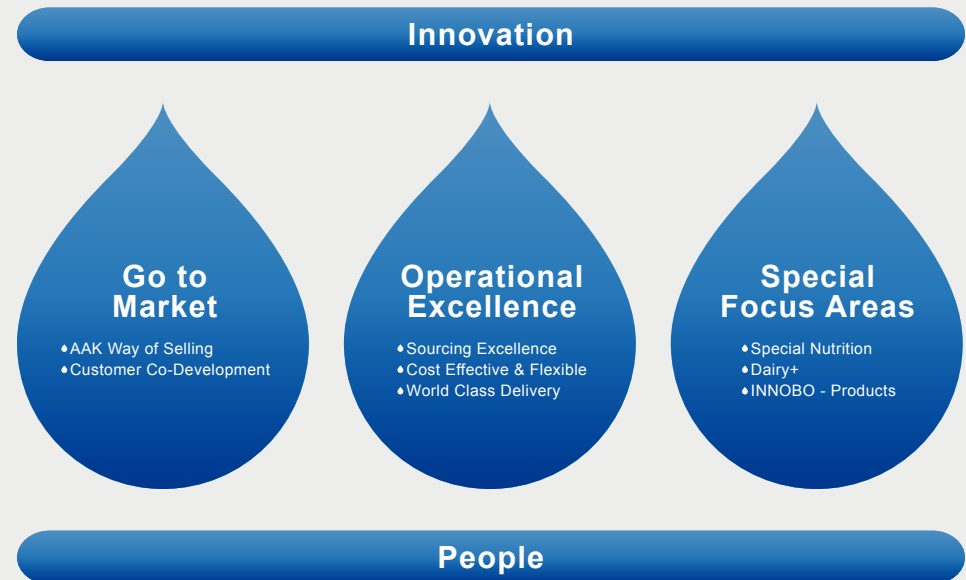 Innovation
Go to
Market
AAK Way of Selling
Customer Co-Development
Operational
Excellence
Sourcing Excellence
Cost Effective & Flexible
World Class Delivery
Special
Focus Areas
Special Nutrition
Dairy+
INNOBO - Products
People